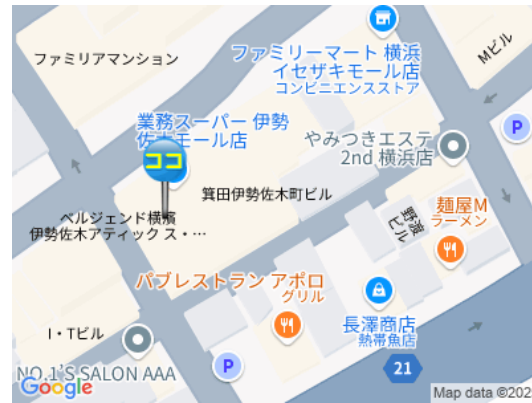 ファミリアマンション
ファミリーマート 横浜
イセザキモール店
コンビニエンスストア
Mビル
P
業務スーパー 伊勢
佐木モール店
ココ
やみつきエステ
2nd 横浜店
箕田伊勢佐木町ビル
ベルジェンド横濱
伊勢佐木アティックス・…
野渡
ビル
麺屋M
ラーメン
パブレストラン アポロ
グリル
長澤商店
熱帯魚店
I・Tビル
P
21
NO.1'S SALON AAA
Google
Map data ©202